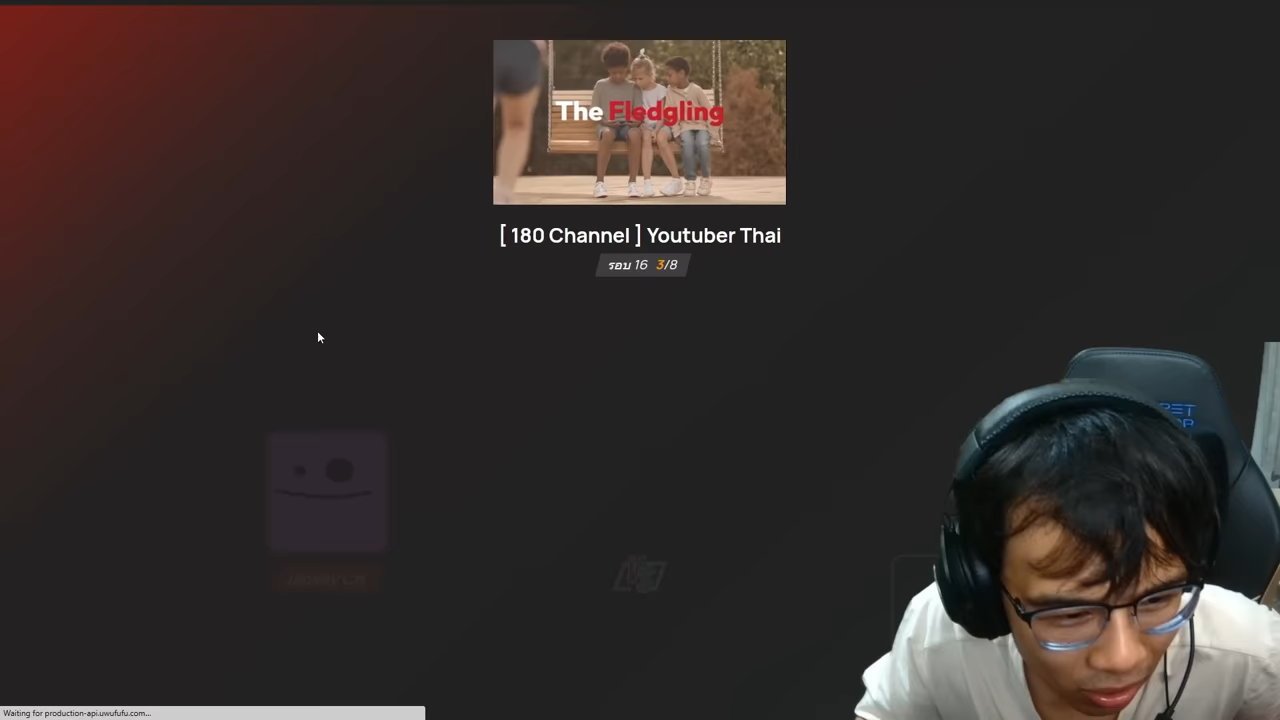 The Fledgling
[ 180 Channel ] Youtuber Thai
รอบ 16 3/8
Waiting for production-api.uwufufu.com...